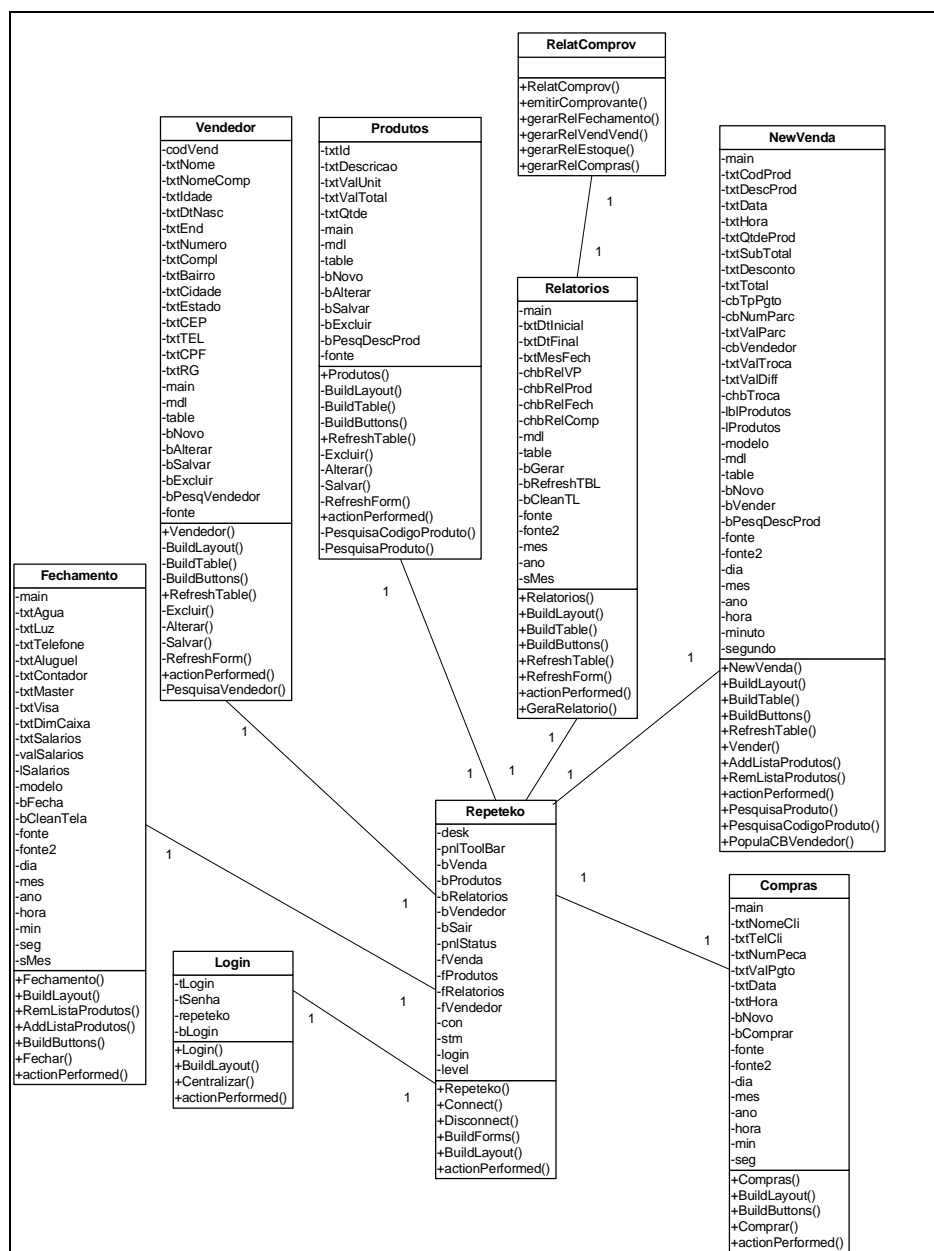 RelatComprov
+RelatComprov()
+emitirComprovante()
+gerarRelFechamento()
+gerarRelVendVend()
+gerarRelEstoque()
+gerarRelCompras()
1
1
Vendedor
-codVend
-txtNome
-txtNomeComp
-txtIdade
-txtDtNasc
-txtEnd
-txtNumero
-txtCompl
-txtBairro
-txtCidade
-txtEstado
-txtCEP
-txtTEL
-txtCPF
-txtRG
-main
-mdl
-table
-bNovo
-bAlterar
-bSalvar
-bExcluir
-bPesqVendedor
-fonte
+Vendedor()
-BuildLayout()
-BuildTable()
-BuildButtons()
+RefreshTable()
-Excluir()
-Alterar()
-Salvar()
-RefreshForm()
+actionPerformed()
-PesquisaVendedor()
1
1
Produtos
-txtId
-txtDescricao
-txtValUnit
-txtValTotal
-txtQtde
-main
-mdl
-table
-bNovo
-bAlterar
-bSalvar
-bExcluir
-bPesqDescProd
-fonte
+Produtos()
-BuildLayout()
-BuildTable()
-BuildButtons()
+RefreshTable()
-Excluir()
-Alterar()
-Salvar()
-RefreshForm()
+actionPerformed()
-PesquisaCodigoProduto()
-PesquisaProduto()
1
1
Relatorios
-main
-txtDtInicial
-txtDtFinal
-txtMesFech
-chbRelVP
-chbRelProd
-chbRelFech
-chbRelComp
-mdl
-table
-bGerar
-bRefreshTBL
-bCleanTL
-fonte
-fonte2
-mes
-ano
-sMes
+Relatorios()
+BuildLayout()
+BuildTable()
+BuildButtons()
+RefreshTable()
+RefreshForm()
+actionPerformed()
+GeraRelatorio()
1
1
NewVenda
-main
-txtCodProd
-txtDescProd
-txtData
-txtHora
-txtQtdeProd
-txtSubTotal
-txtDesconto
-txtTotal
-cbTpPgto
-cbNumParc
-txtValParc
-cbVendedor
-txtValTroca
-txtValDiff
-chbTroca
-lblProdutos
-lProdutos
-modelo
-mdl
-table
-bNovo
-bVender
-bPesqDescProd
-fonte
-fonte2
-dia
-mes
-ano
-hora
-minuto
-segundo
+NewVenda()
+BuildLayout()
+BuildTable()
+BuildButtons()
+RefreshTable()
+Vender()
+AddListaProdutos()
+RemListaProdutos()
+actionPerformed()
+PesquisaProduto()
+PesquisaCodigoProduto()
+PopulaCBVendedor()
1
1
Fechamento
-main
-txtAgua
-txtLuz
-txtTelefone
-txtAluguel
-txtContador
-txtMaster
-txtVisa
-txtDimCaixa
-txtSalarios
-valSalarios
-lSalarios
-modelo
-bFecha
-bCleanTela
-fonte
-fonte2
-dia
-mes
-ano
-hora
-min
-seg
-sMes
+Fechamento()
+BuildLayout()
+RemListaProdutos()
+AddListaProdutos()
+BuildButtons()
+Fechar()
+actionPerformed()
1
1
Login
-tLogin
-tSenha
-repeteko
-bLogin
+Login()
+BuildLayout()
+Centralizar()
+actionPerformed()
1
1
Repeteko
-desk
-pnlToolBar
-bVenda
-bProdutos
-bRelatorios
-bVendedor
-bSair
-pnlStatus
-fVenda
-fProdutos
-fRelatorios
-fVendedor
-con
-stm
-login
-level
+Repeteko()
+Connect()
+Disconnect()
+BuildForms()
+BuildLayout()
+actionPerformed()
1
1
Compras
-main
-txtNomeCli
-txtTelCli
-txtNumPeca
-txtValPgto
-txtData
-txtHora
-bNovo
-bComprar
-fonte
-fonte2
-dia
-mes
-ano
-hora
-min
-seg
+Compras()
+BuildLayout()
+BuildButtons()
+Comprar()
+actionPerformed()